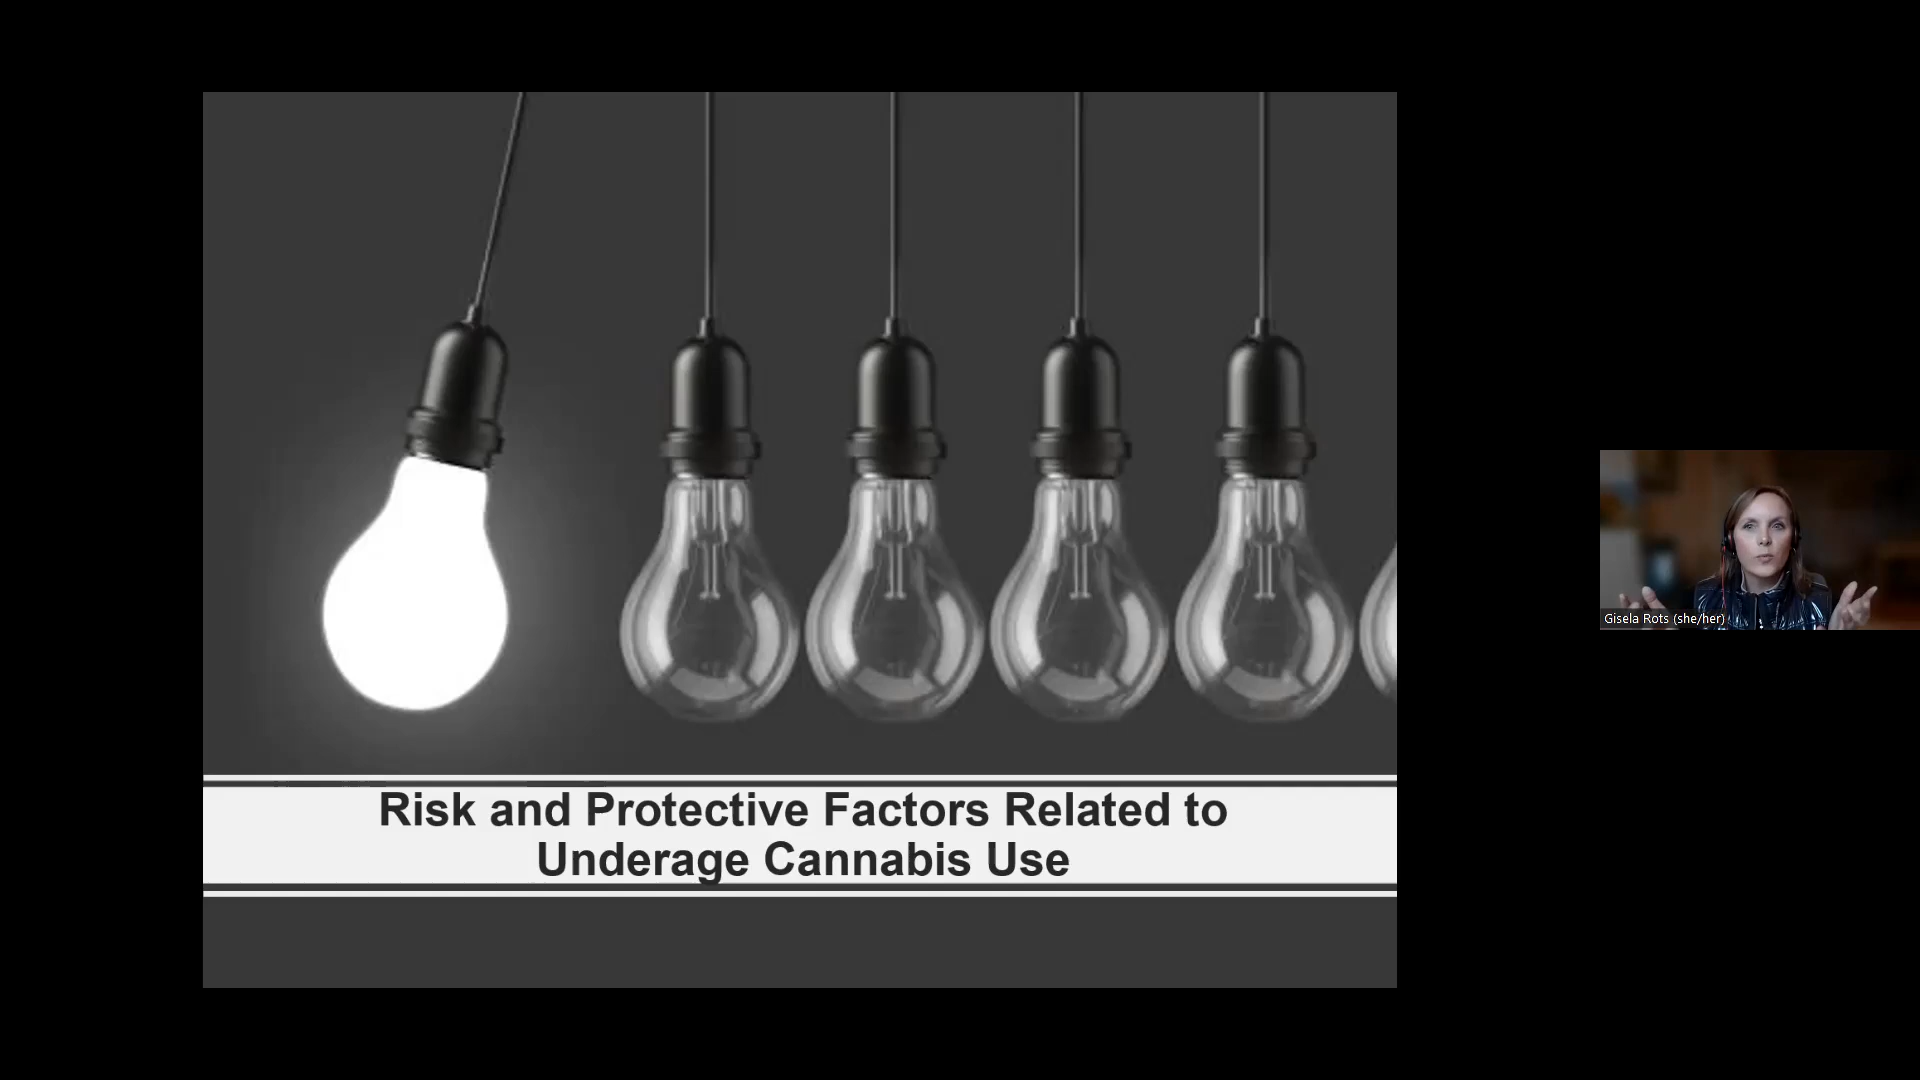 Risk and Protective Factors Related to
Underage Cannabis Use
Gisela Rots (she/her)